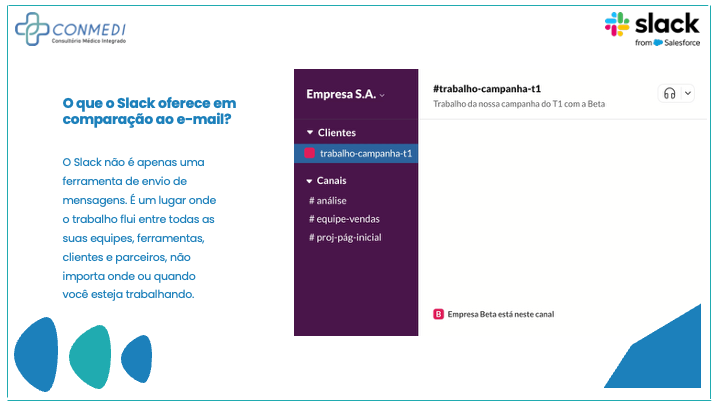 CONMEDI
Consultório Médico Integrado
slack
from Salesforce
O que o Slack oferece em
comparação ao e-mail?
O Slack não é apenas uma
ferramenta de envio de
mensagens. É um lugar onde
o trabalho flui entre todas as
suas equipes, ferramentas,
clientes e parceiros, não
importa onde ou quando
você esteja trabalhando.
Empresa S.A.
Clientes
trabalho-campanha-t1
Canais
# análise
# equipe-vendas
# proj-pág-inicial
#trabalho-campanha-t1
Trabalho da nossa campanha do T1 com a Beta
B Empresa Beta está neste canal